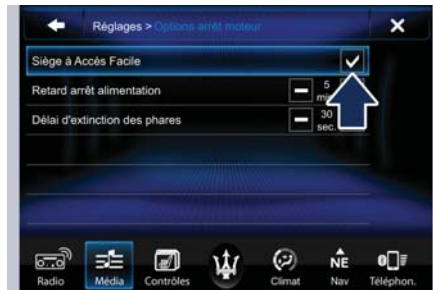 Réglages > Options arrêt moteur
Siège à Accès Facile
Retard arrêt alimentation
5
Délai d'extinction des phares
30
sec.
NE
Radio Média Contrôles Climat Nav Téléphon.